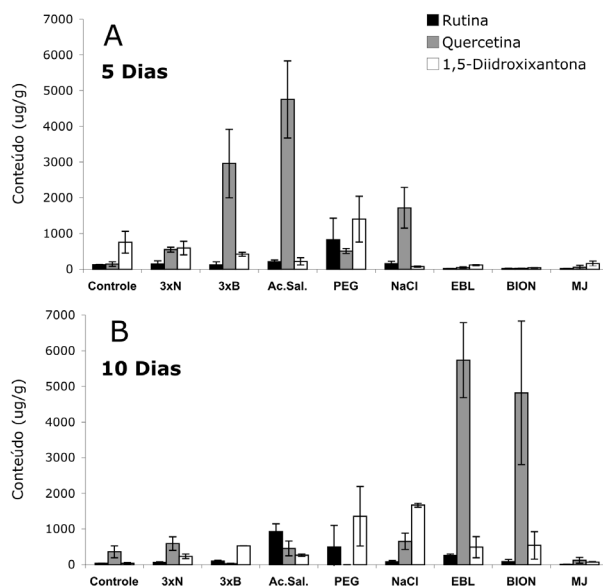 A
5 Dias
Rutina
Quercetina
1,5-Diidroxixantona
Conteúdo (ug/g)
7000
6000
5000
4000
3000
2000
1000
0
Controle 3xN 3xB Ac.Sal. PEG NaCl EBL BION MJ
B
10 Dias
Conteúdo (ug/g)
7000
6000
5000
4000
3000
2000
1000
0
Controle 3xN 3xB Ac.Sal. PEG NaCl EBL BION MJ